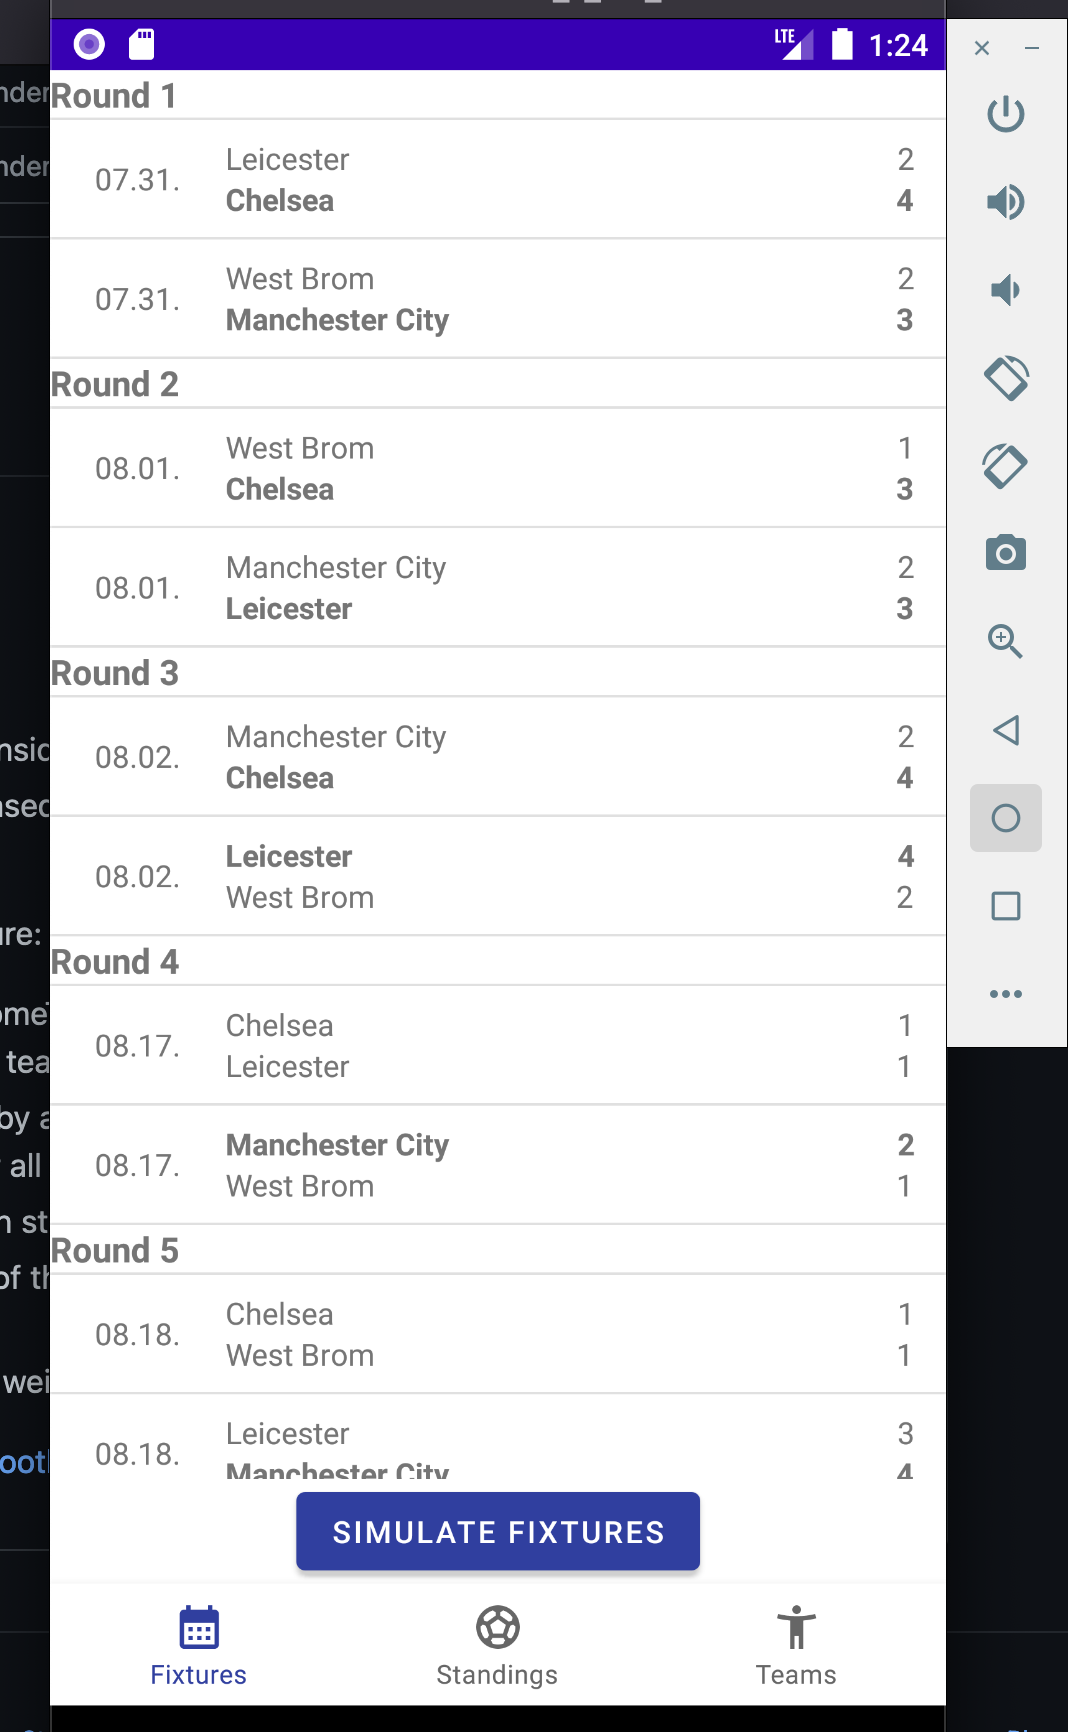 LTE 1:24
Round 1
07.31.
Leicester 2
Chelsea 4
07.31.
West Brom 2
Manchester City 3
Round 2
08.01.
West Brom 1
Chelsea 3
08.01.
Manchester City 2
Leicester 3
Round 3
08.02.
Manchester City 2
Chelsea 4
08.02.
Leicester 4
West Brom 2
Round 4
08.17.
Chelsea 1
Leicester 1
08.17.
Manchester City 2
West Brom 1
Round 5
08.18.
Chelsea 1
West Brom 1
08.18.
Leicester 3
Manchester City 4
SIMULATE FIXTURES
Fixtures Standings Teams